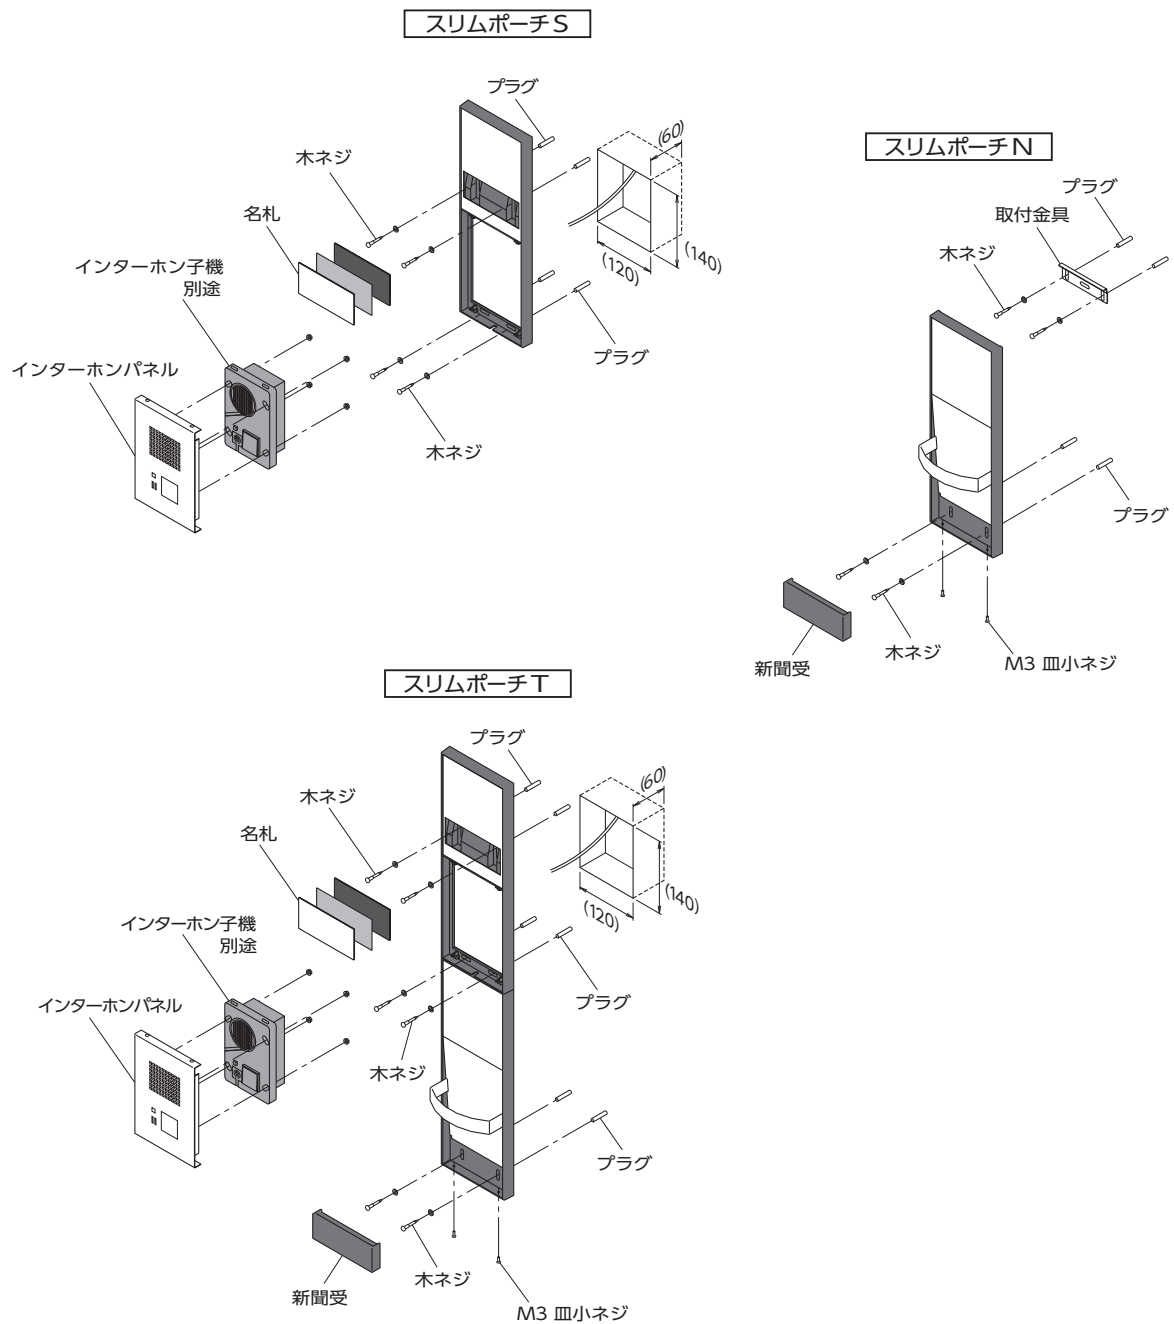 スリムポーチS
プラグ
木ネジ
名札
インターホン子機
別途
インターホンパネル
(60)
(120)
(140)
プラグ
木ネジ
スリムポーチN
プラグ
取付金具
木ネジ
プラグ
木ネジ
新聞受
M3 皿小ネジ
スリムポーチT
プラグ
木ネジ
名札
インターホン子機
別途
インターホンパネル
(60)
(120)
(140)
プラグ
木ネジ
プラグ
木ネジ
新聞受
M3 皿小ネジ